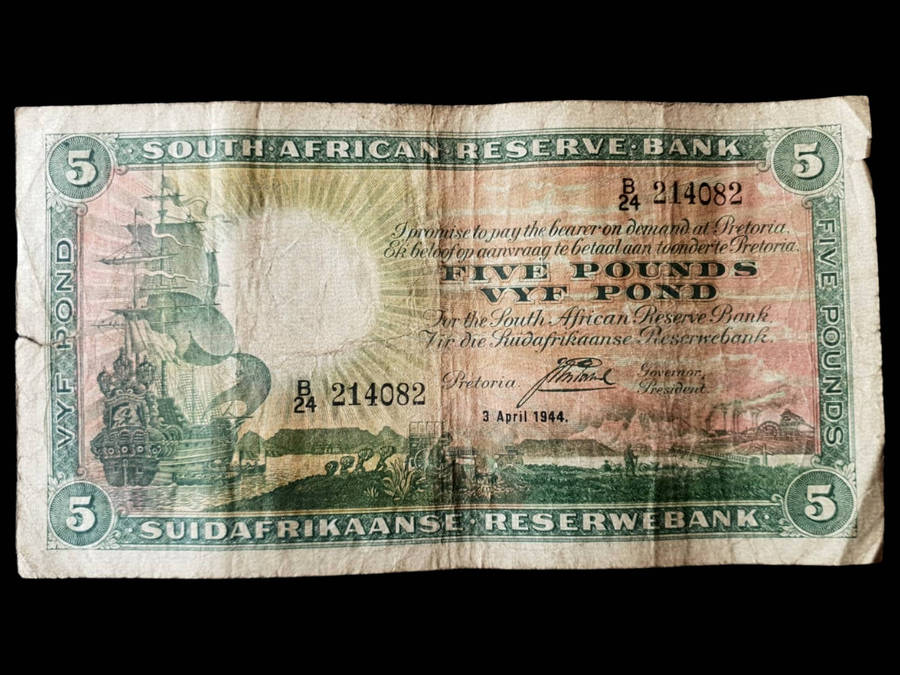 5 SOUTH·AFRICAN·RESERVE·BANK 5
B/24 214082
I promise to pay the bearer on demand at Pretoria.
Ek beloof op aanvraag te betaal aan toonder te Pretoria.
FIVE POUNDS
VYF POND
For the South African Reserve Bank
Vir die Suidafrikaanse Reserwebank.
B/24 214082
Pretoria.
Governor,
President.
3 April 1944.
VYF POND
FIVE POUNDS
5 SUIDAFRIKAANSE·RESERWEBANK 5